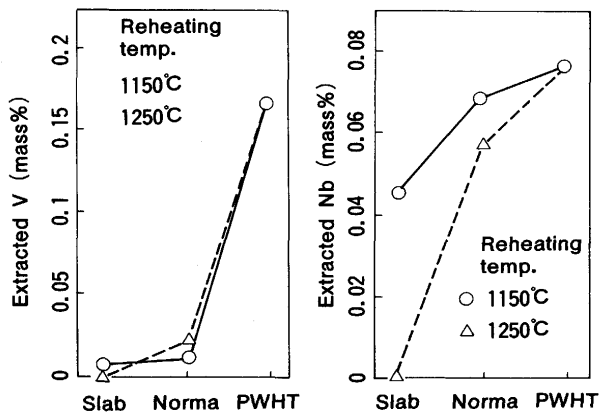 Extracted V (mass%)
0.2
0.15
0.1
0.05
0
Reheating
temp.
1150℃
1250℃
Slab
Norma
PWHT
Extracted Nb (mass%)
0.08
0.06
0.04
0.02
0
Reheating
temp.
1150℃
1250℃
Slab
Norma
PWHT